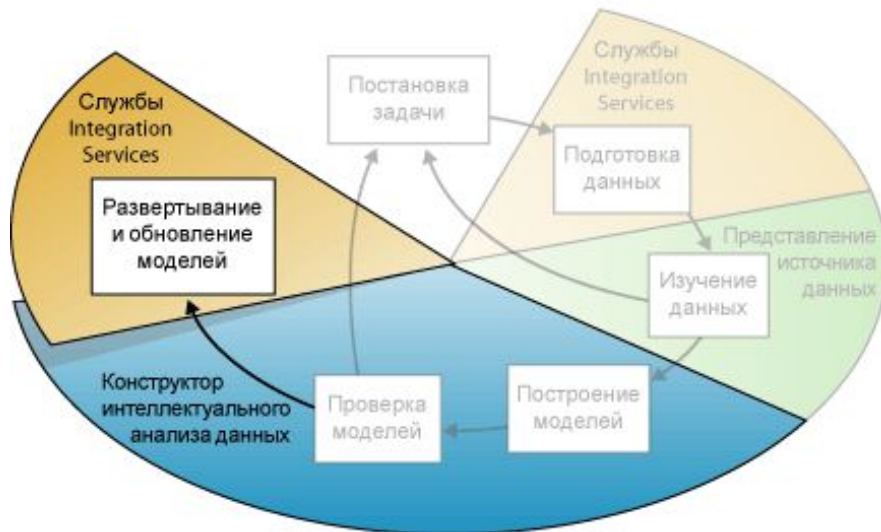 Службы
Integration
Services
Развертывание
и обновление
моделей
Постановка
задачи
Службы
Integration
Services
Подготовка
данных
Представление
источника
данных
Изучение
данных
Построение
моделей
Проверка
моделей
Конструктор
интеллектуального
анализа данных